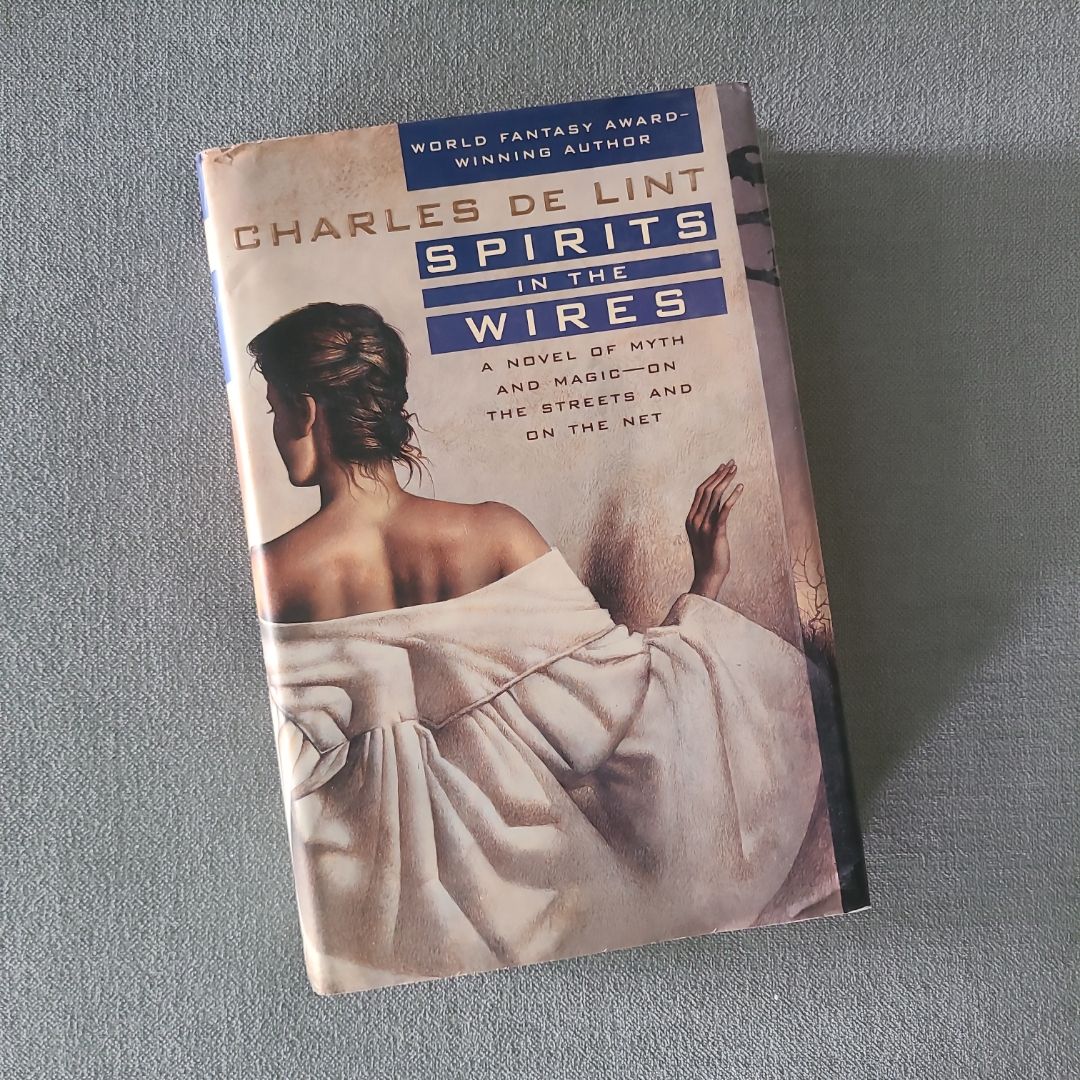 WORLD FANTASY AWARD-
WINNING AUTHOR
CHARLES DE LINT
SPIRITS
IN THE
WIRES
A NOVEL OF MYTH
AND MAGIC—ON
THE STREETS AND
ON THE NET